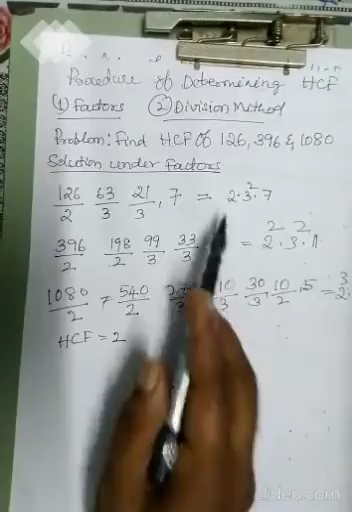 Procedure of Determining HCF
① Factors ② Division Method
Problem: Find HCF of 126, 396 & 1080
Solution under Factors
126/2 63/3 21/3, 7 = 2·3²·7
396/2 198/2 99/3 33/3 = 2²·3²·1
1080/2 = 540/2 30/3, 10/2, 5 = 2³·
HCF = 2